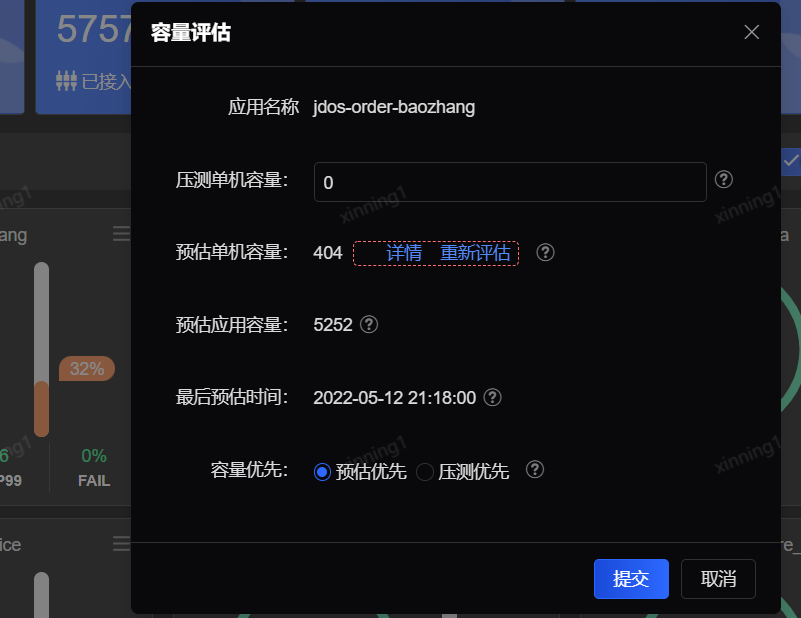 容量评估
5757
已接入
应用名称 jdos-order-baozhang
压测单机容量： 0
预估单机容量： 404 详情 重新评估
预估应用容量： 5252
最后预估时间： 2022-05-12 21:18:00
容量优先： 预估优先 压测优先
提交 取消
ang
32%
6 0%
P99 FAIL
ice
a
re_
xinning1
xinning1
xinning1
xinning1